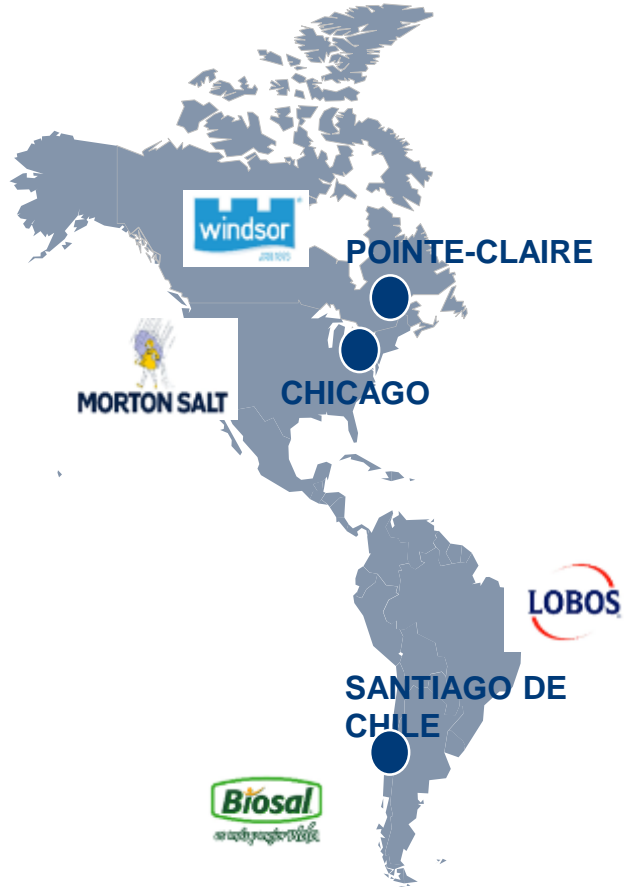 windsor
POINTE-CLAIRE
MORTON SALT
CHICAGO
LOBOS
SANTIAGO DE
CHILE
Biosal